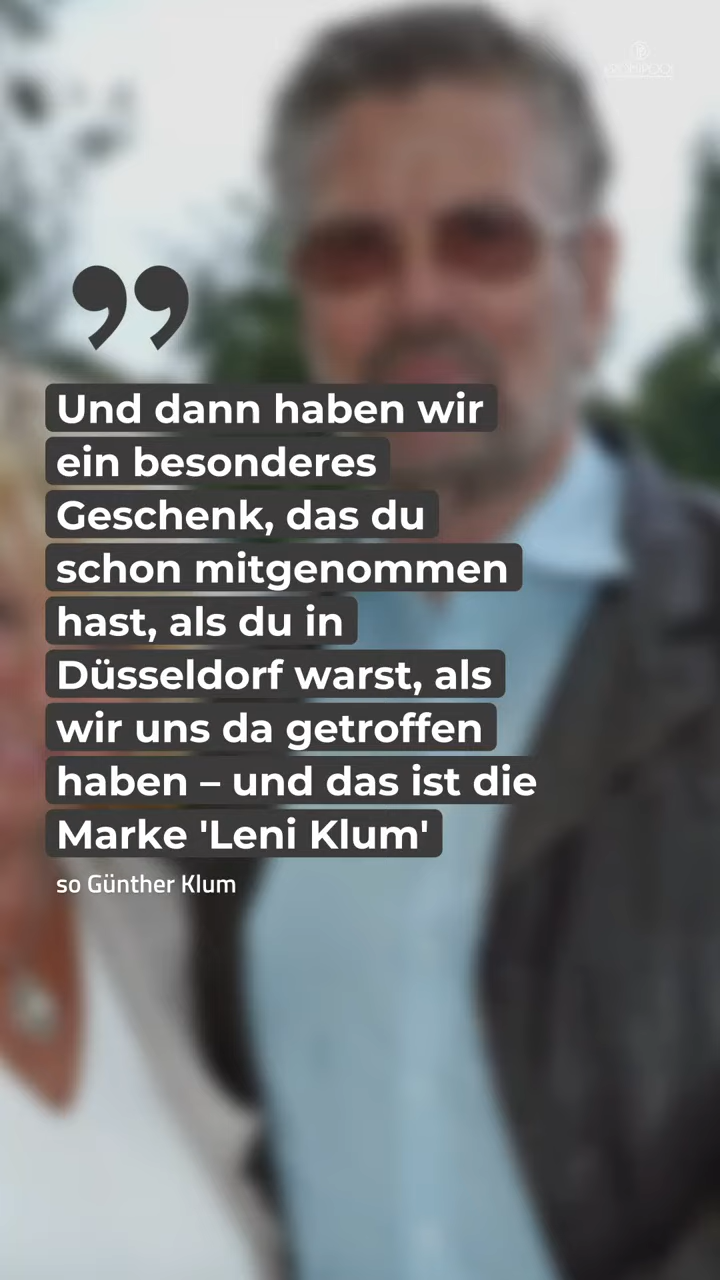 ”
Und dann haben wir
ein besonderes
Geschenk, das du
schon mitgenommen
hast, als du in
Düsseldorf warst, als
wir uns da getroffen
haben – und das ist die
Marke 'Leni Klum'
so Günther Klum